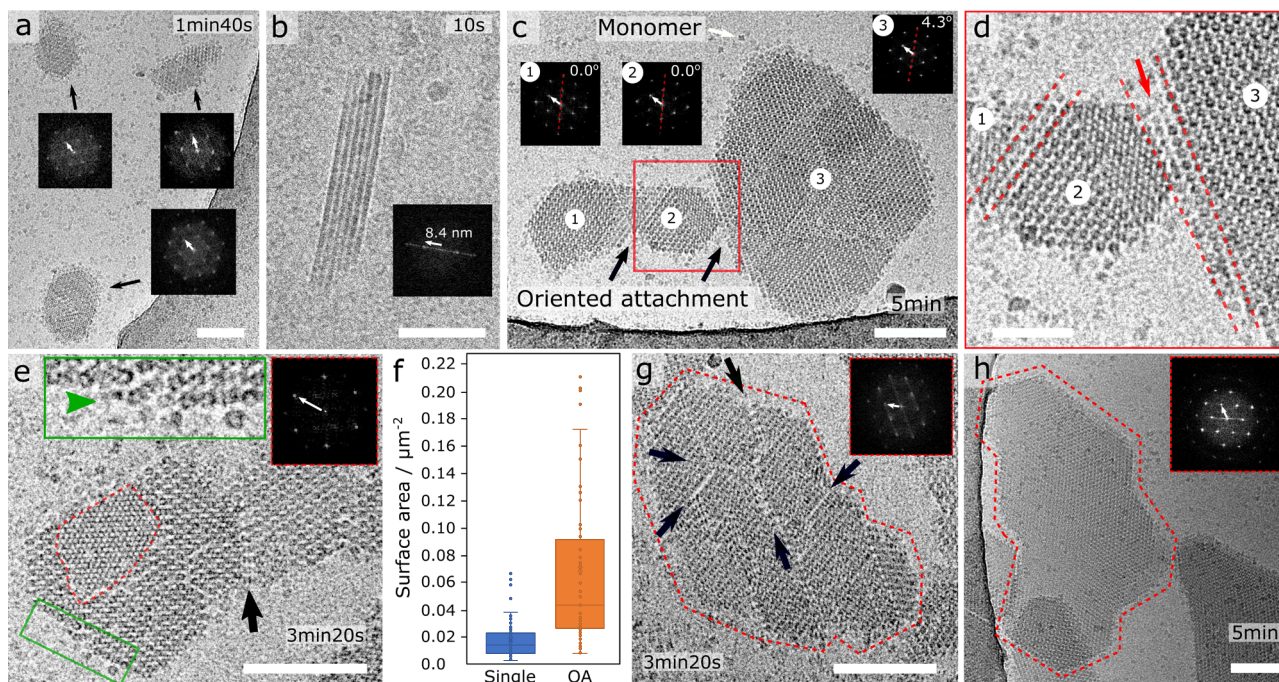 a
1min40s
b
10s
8.4 nm
c
Monomer
1
0.0°
2
0.0°
3
4.3°
1
2
3
Oriented attachment
5min
d
1
2
3
e
3min20s
f
Surface area / μm⁻²
0.22
0.20
0.18
0.16
0.14
0.12
0.10
0.08
0.06
0.04
0.02
0.0
Single
OA
g
3min20s
h
5min